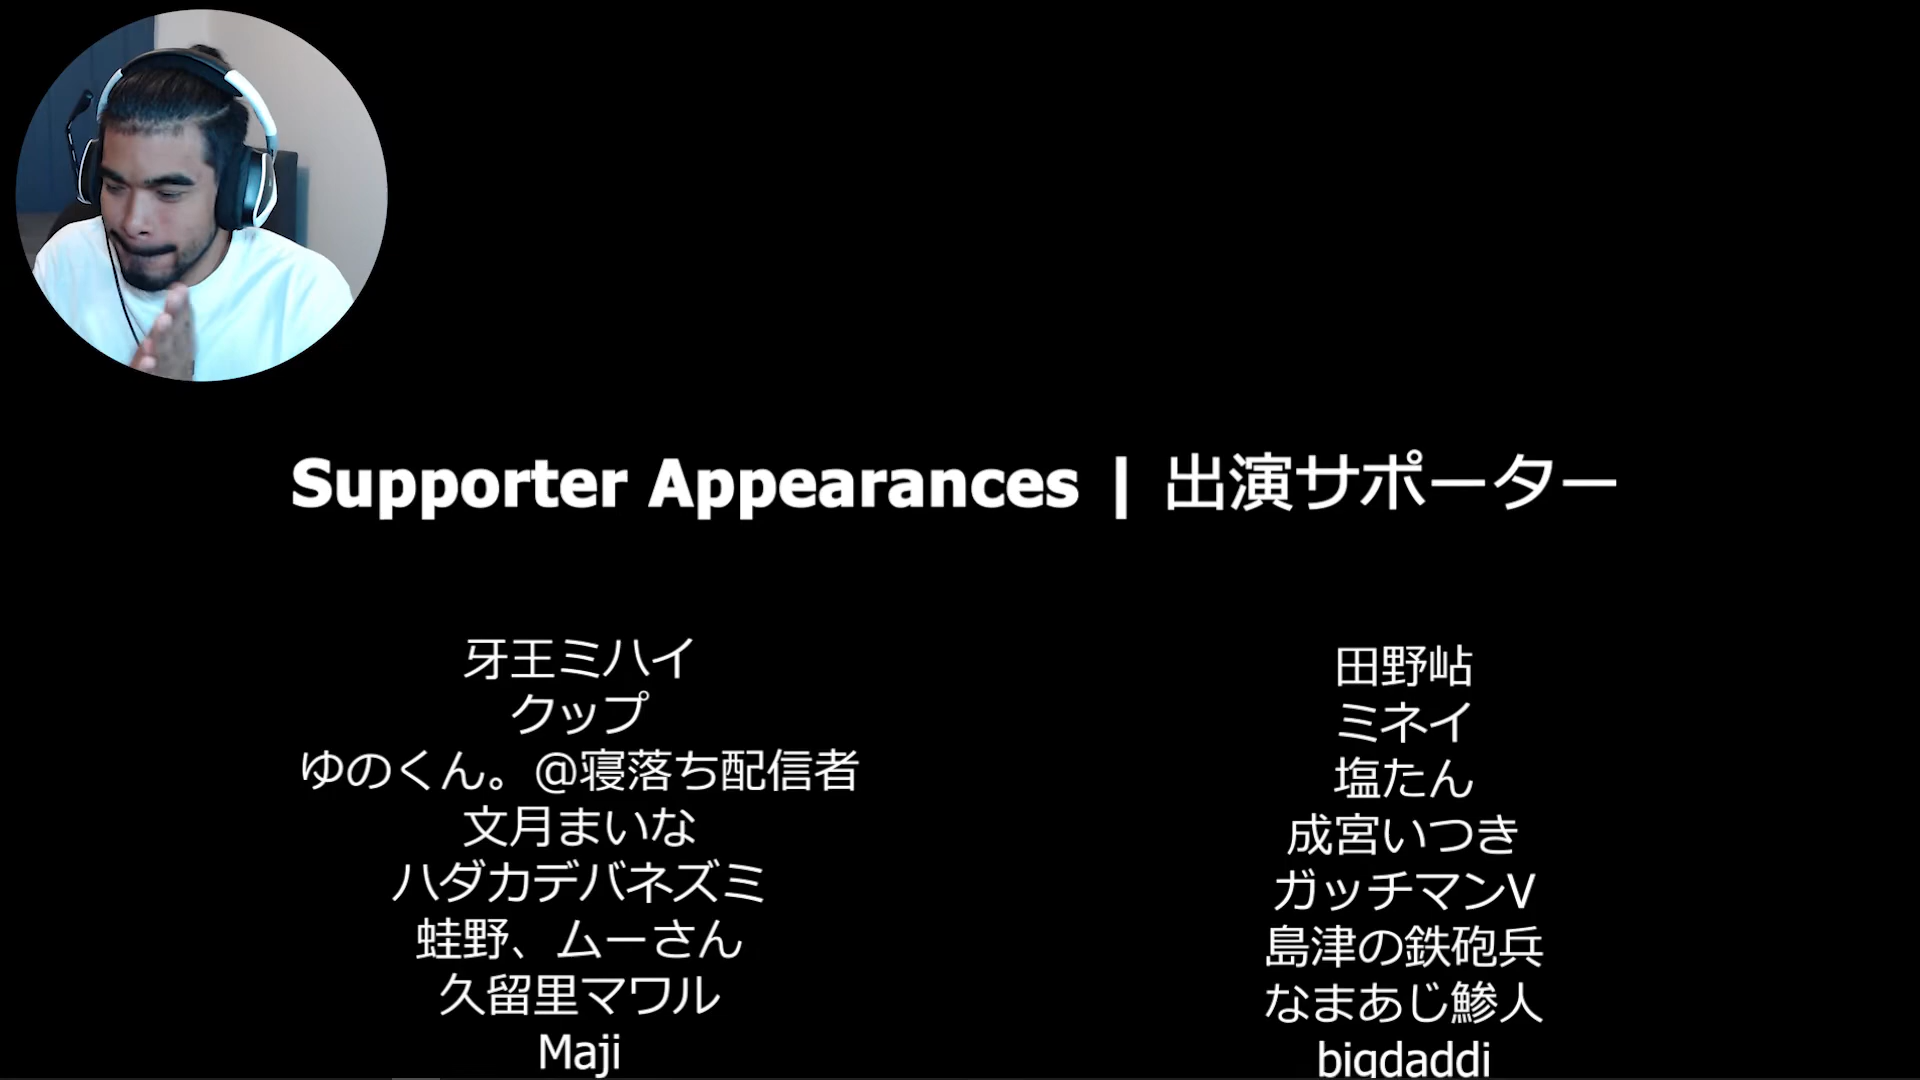 Supporter Appearances | 出演サポーター
牙王ミハイ
クップ
ゆのくん。@寝落ち配信者
文月まいな
ハダカデバネズミ
蛙野、ムーさん
久留里マワル
Maji
田野岾
ミネイ
塩たん
成宮いつき
ガッチマンV
島津の鉄砲兵
なまあじ鯵人
bigdaddi